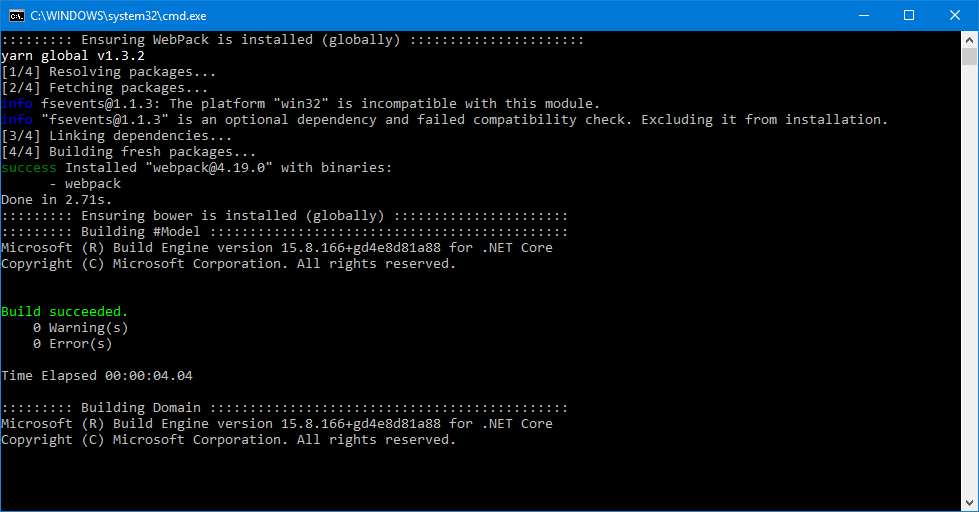 C:\WINDOWS\system32\cmd.exe
::::::::: Ensuring WebPack is installed (globally) ::::::::::::::::::::::
yarn global v1.3.2
[1/4] Resolving packages...
[2/4] Fetching packages...
info fsevents@1.1.3: The platform "win32" is incompatible with this module.
info "fsevents@1.1.3" is an optional dependency and failed compatibility check. Excluding it from installation.
[3/4] Linking dependencies...
[4/4] Building fresh packages...
success Installed "webpack@4.19.0" with binaries:
      - webpack
Done in 2.71s.
::::::::: Ensuring bower is installed (globally) ::::::::::::::::::::::
::::::::: Building #Model :::::::::::::::::::::::::::::::::::::::::::::
Microsoft (R) Build Engine version 15.8.166+gd4e8d81a88 for .NET Core
Copyright (C) Microsoft Corporation. All rights reserved.
Build succeeded.
    0 Warning(s)
    0 Error(s)
Time Elapsed 00:00:04.04
::::::::: Building Domain :::::::::::::::::::::::::::::::::::::::::::::
Microsoft (R) Build Engine version 15.8.166+gd4e8d81a88 for .NET Core
Copyright (C) Microsoft Corporation. All rights reserved.